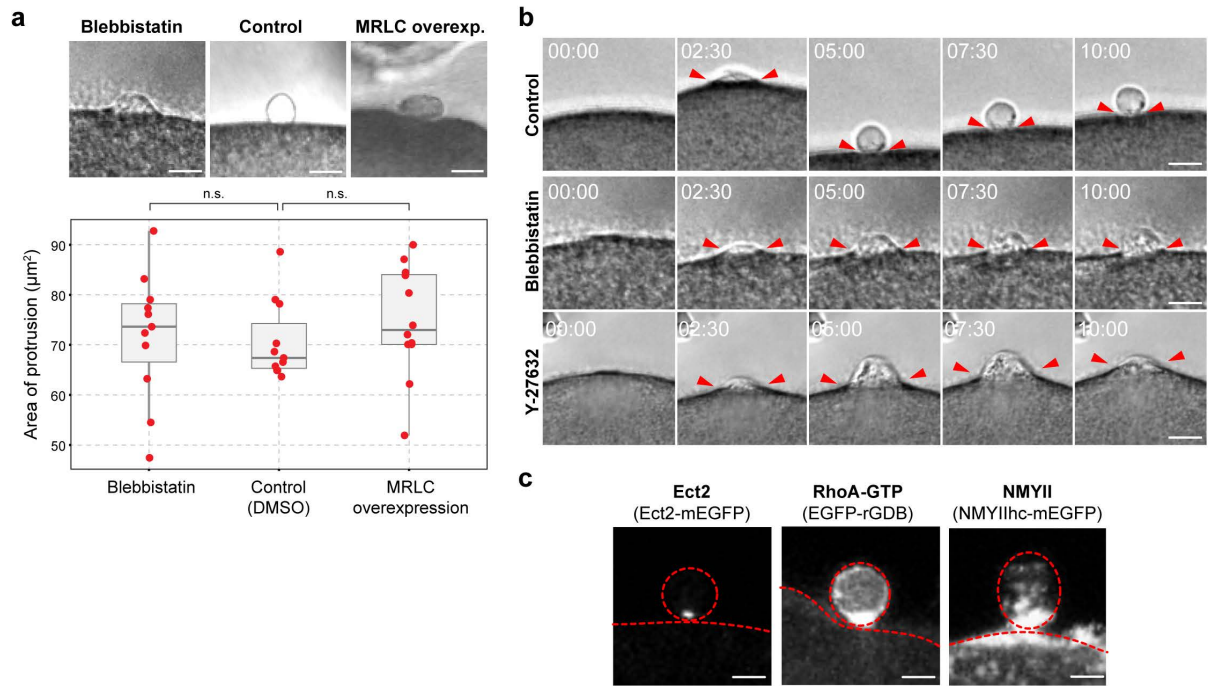 a
Blebbistatin
Control
MRLC overexp.
n.s.
n.s.
Area of protrusion (µm²)
90
80
70
60
50
Blebbistatin
Control
(DMSO)
MRLC
overexpression
b
Control
00:00
02:30
05:00
07:30
10:00
Blebbistatin
00:00
02:30
05:00
07:30
10:00
Y-27632
00:00
02:30
05:00
07:30
10:00
c
Ect2
(Ect2-mEGFP)
RhoA-GTP
(EGFP-rGDB)
NMYII
(NMYIIhc-mEGFP)